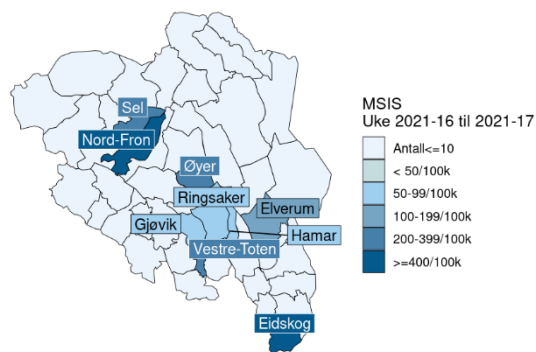 MSIS
Uke 2021-16 til 2021-17
Antall<=10
< 50/100k
50-99/100k
100-199/100k
200-399/100k
>=400/100k
Sel
Nord-Fron
Øyer
Ringsaker
Elverum
Gjøvik
Hamar
Vestre-Toten
Eidskog